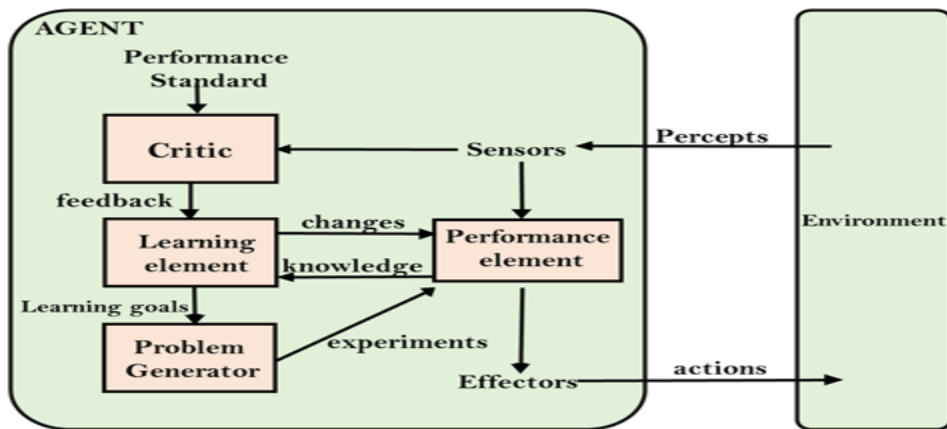 AGENT
Performance
Standard
Critic
Sensors
Percepts
feedback
changes
Environment
Learning
element
Performance
element
knowledge
Learning goals
Problem
Generator
experiments
Effectors
actions